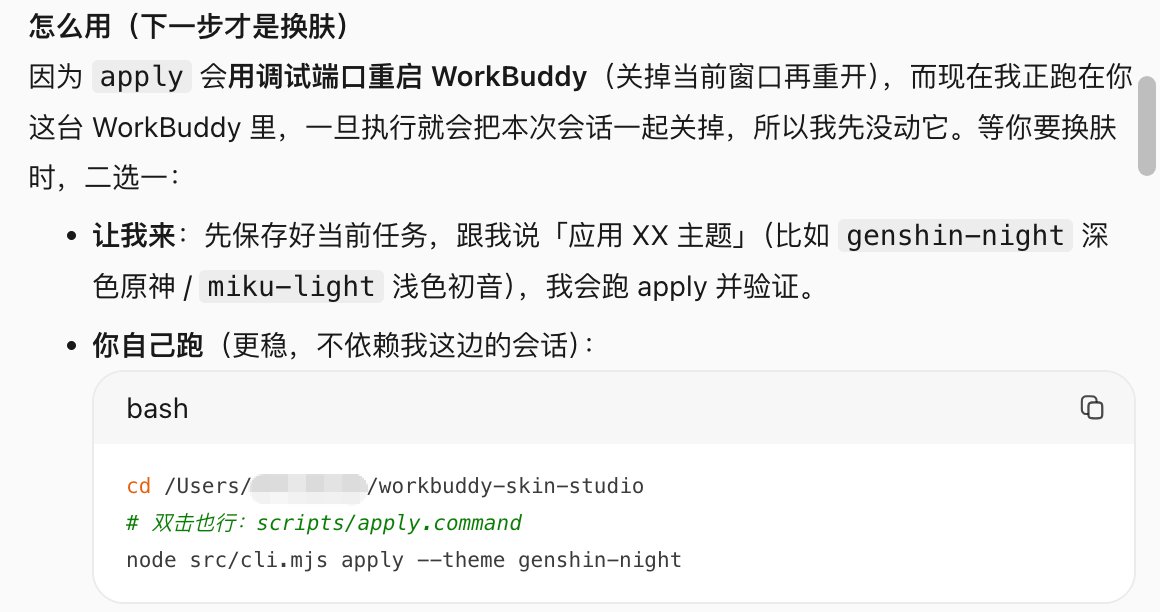 怎么用（下一步才是换肤）
因为 apply 会用调试端口重启 WorkBuddy（关掉当前窗口再重开），而现在我正跑在你
这台 WorkBuddy 里，一旦执行就会把本次会话一起关掉，所以我先没动它。等你要换肤
时，二选一：
• 让我来：先保存好当前任务，跟我说「应用 XX 主题」（比如 genshin-night 深
色原神 / miku-light 浅色初音），我会跑 apply 并验证。
• 你自己跑（更稳，不依赖我这边的会话）：
bash
cd /Users/ /workbuddy-skin-studio
# 双击也行：scripts/apply.command
node src/cli.mjs apply --theme genshin-night